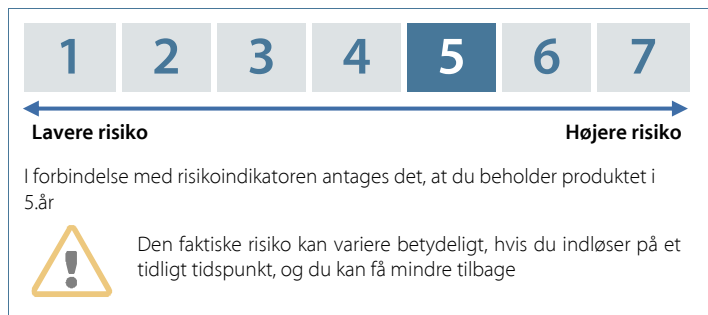 1 2 3 4 5 6 7
Lavere risiko Højere risiko
I forbindelse med risikoindikatoren antages det, at du beholder produktet i
5.år
Den faktiske risiko kan variere betydeligt, hvis du indløser på et
tidligt tidspunkt, og du kan få mindre tilbage